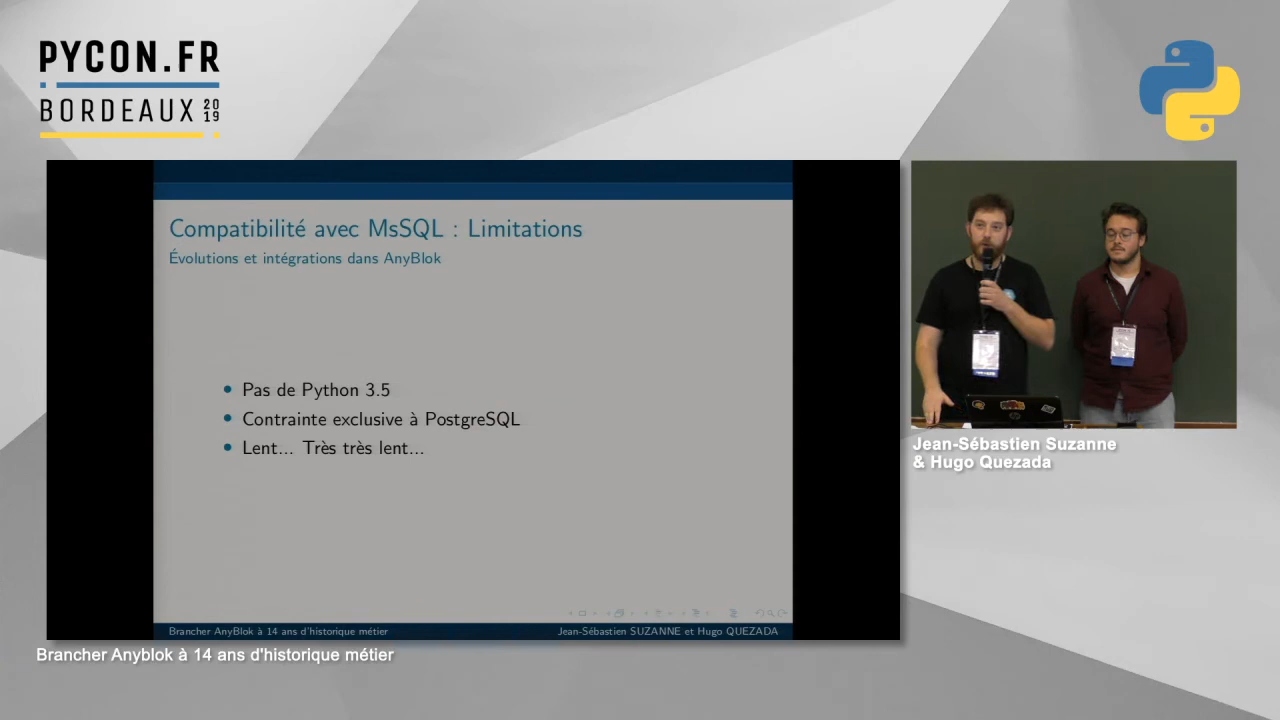 PYCON.FR
BORDEAUX 2019
Compatibilité avec MsSQL : Limitations
Évolutions et intégrations dans AnyBlok
Pas de Python 3.5
Contrainte exclusive à PostgreSQL
Lent... Très très lent...
Brancher AnyBlok à 14 ans d'historique métier
Jean-Sébastien SUZANNE et Hugo QUEZADA
Jean-Sébastien Suzanne
& Hugo Quezada
Brancher Anyblok à 14 ans d'historique métier